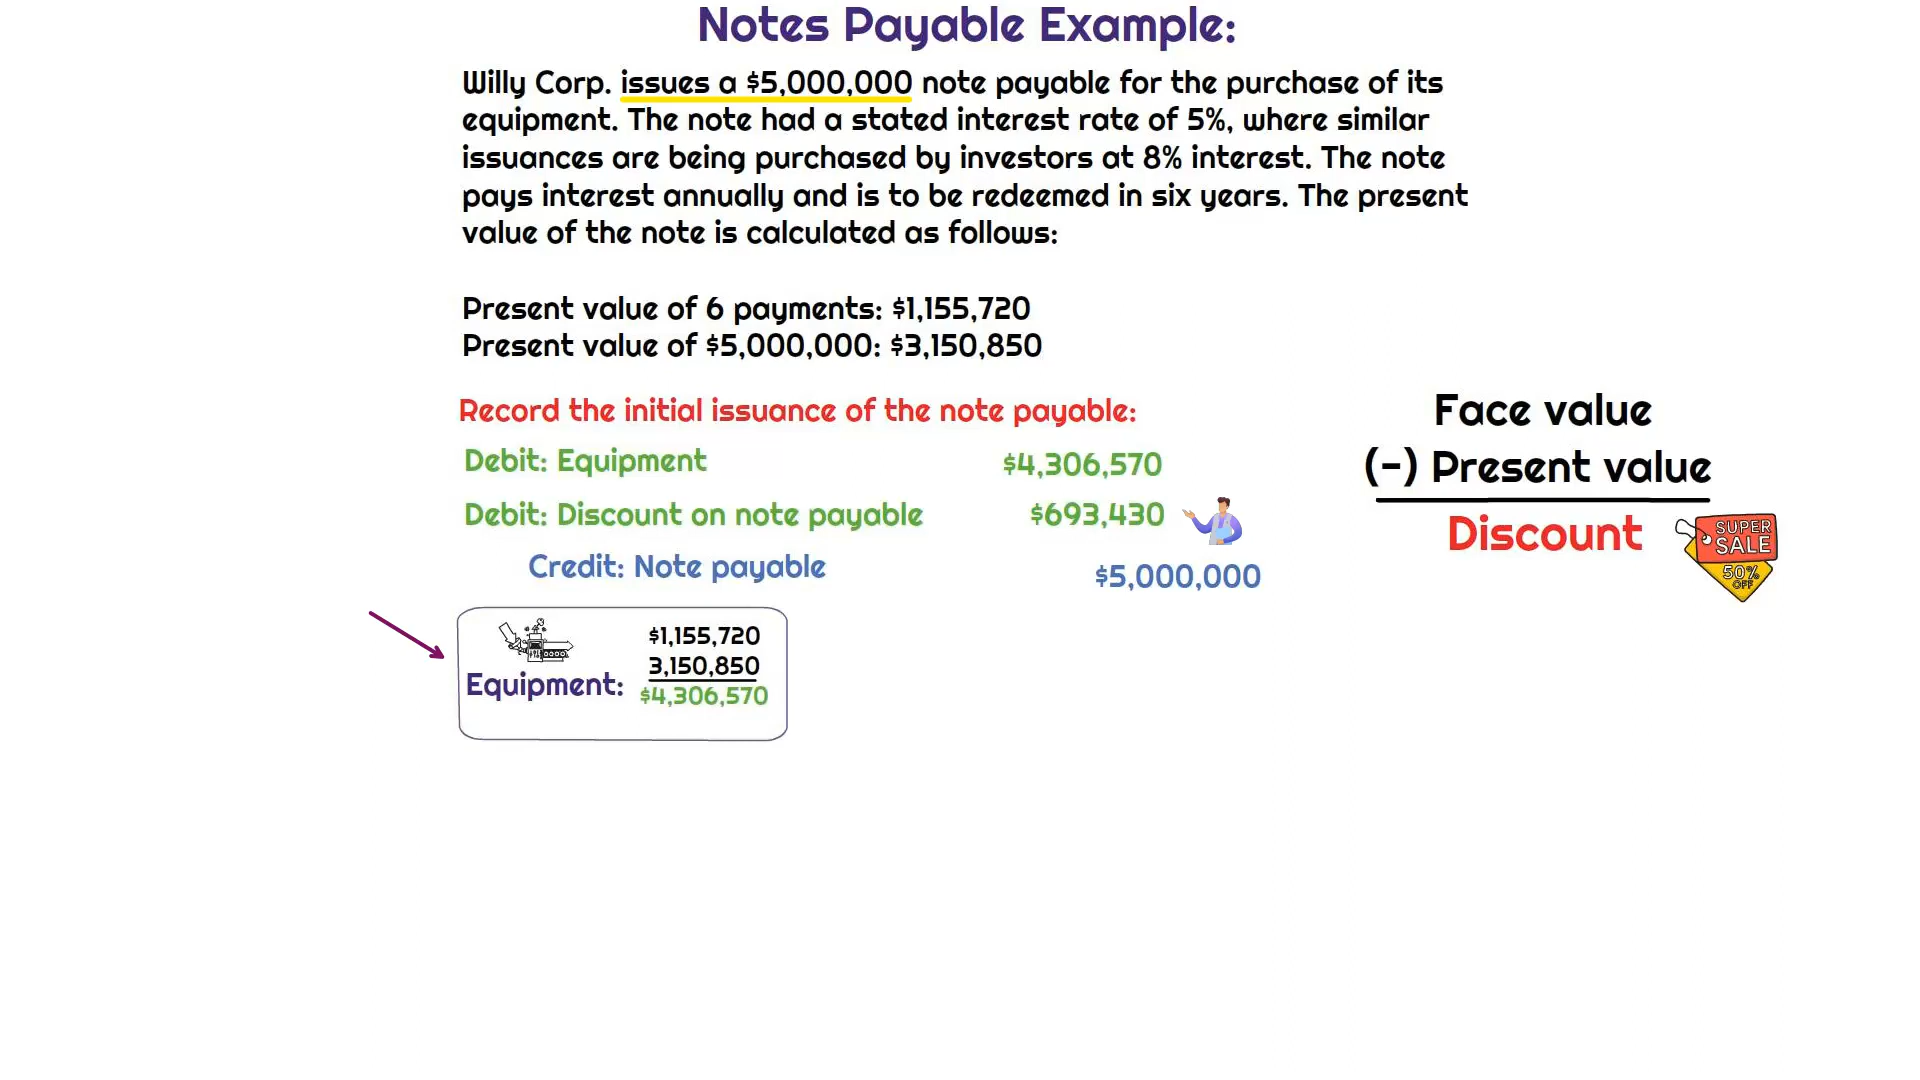 Notes Payable Example:
Willy Corp. issues a $5,000,000 note payable for the purchase of its
equipment. The note had a stated interest rate of 5%, where similar
issuances are being purchased by investors at 8% interest. The note
pays interest annually and is to be redeemed in six years. The present
value of the note is calculated as follows:
Present value of 6 payments: $1,155,720
Present value of $5,000,000: $3,150,850
Record the initial issuance of the note payable:
Debit: Equipment $4,306,570
Debit: Discount on note payable $693,430
Credit: Note payable $5,000,000
Face value
(-) Present value
Discount
SUPER
SALE
50%
OFF
$1,155,720
3,150,850
Equipment: $4,306,570